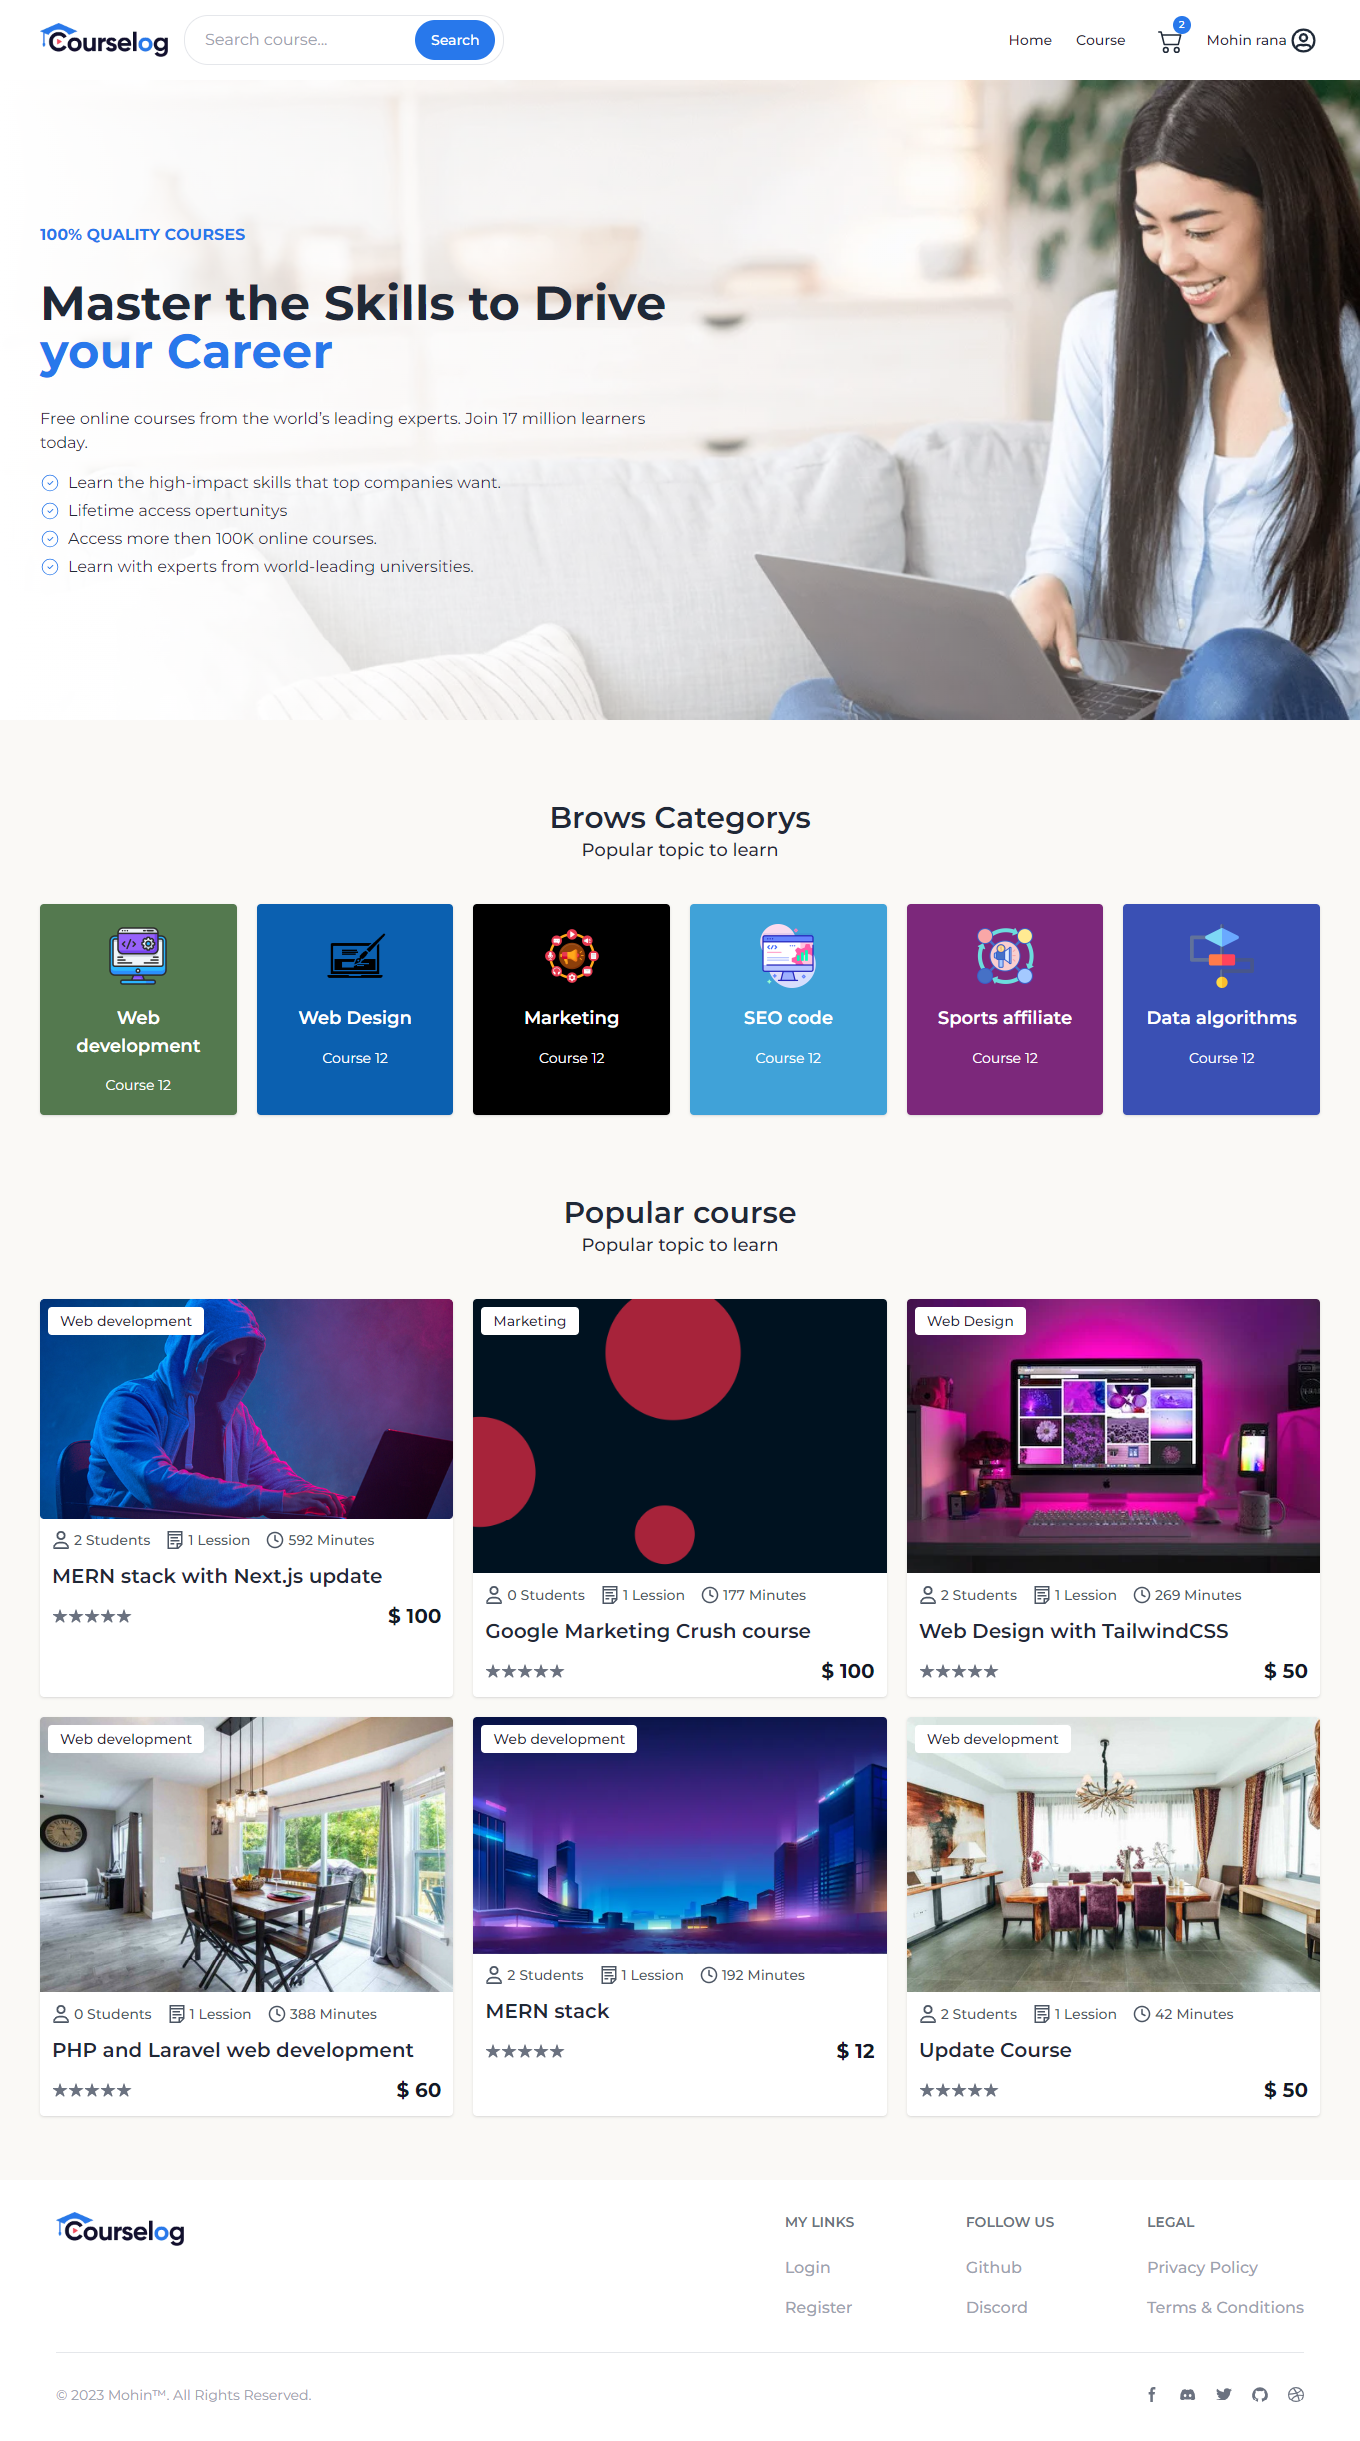 Courselog
Search course...
Search
Home
Course
2
Mohin rana
100% QUALITY COURSES
Master the Skills to Drive
your Career
Free online courses from the world's leading experts. Join 17 million learners
today.
Learn the high-impact skills that top companies want.
Lifetime access opertunitys
Access more then 100K online courses.
Learn with experts from world-leading universities.
Brows Categorys
Popular topic to learn
Web
development
Course 12
Web Design
Course 12
Marketing
Course 12
SEO code
Course 12
Sports affiliate
Course 12
Data algorithms
Course 12
Popular course
Popular topic to learn
Web development
2 Students 1 Lession 592 Minutes
MERN stack with Next.js update
$ 100
Marketing
0 Students 1 Lession 177 Minutes
Google Marketing Crush course
$ 100
Web Design
2 Students 1 Lession 269 Minutes
Web Design with TailwindCSS
$ 50
Web development
0 Students 1 Lession 388 Minutes
PHP and Laravel web development
$ 60
Web development
2 Students 1 Lession 192 Minutes
MERN stack
$ 12
Web development
2 Students 1 Lession 42 Minutes
Update Course
$ 50
Courselog
MY LINKS
Login
Register
FOLLOW US
Github
Discord
LEGAL
Privacy Policy
Terms & Conditions
© 2023 Mohin™. All Rights Reserved.